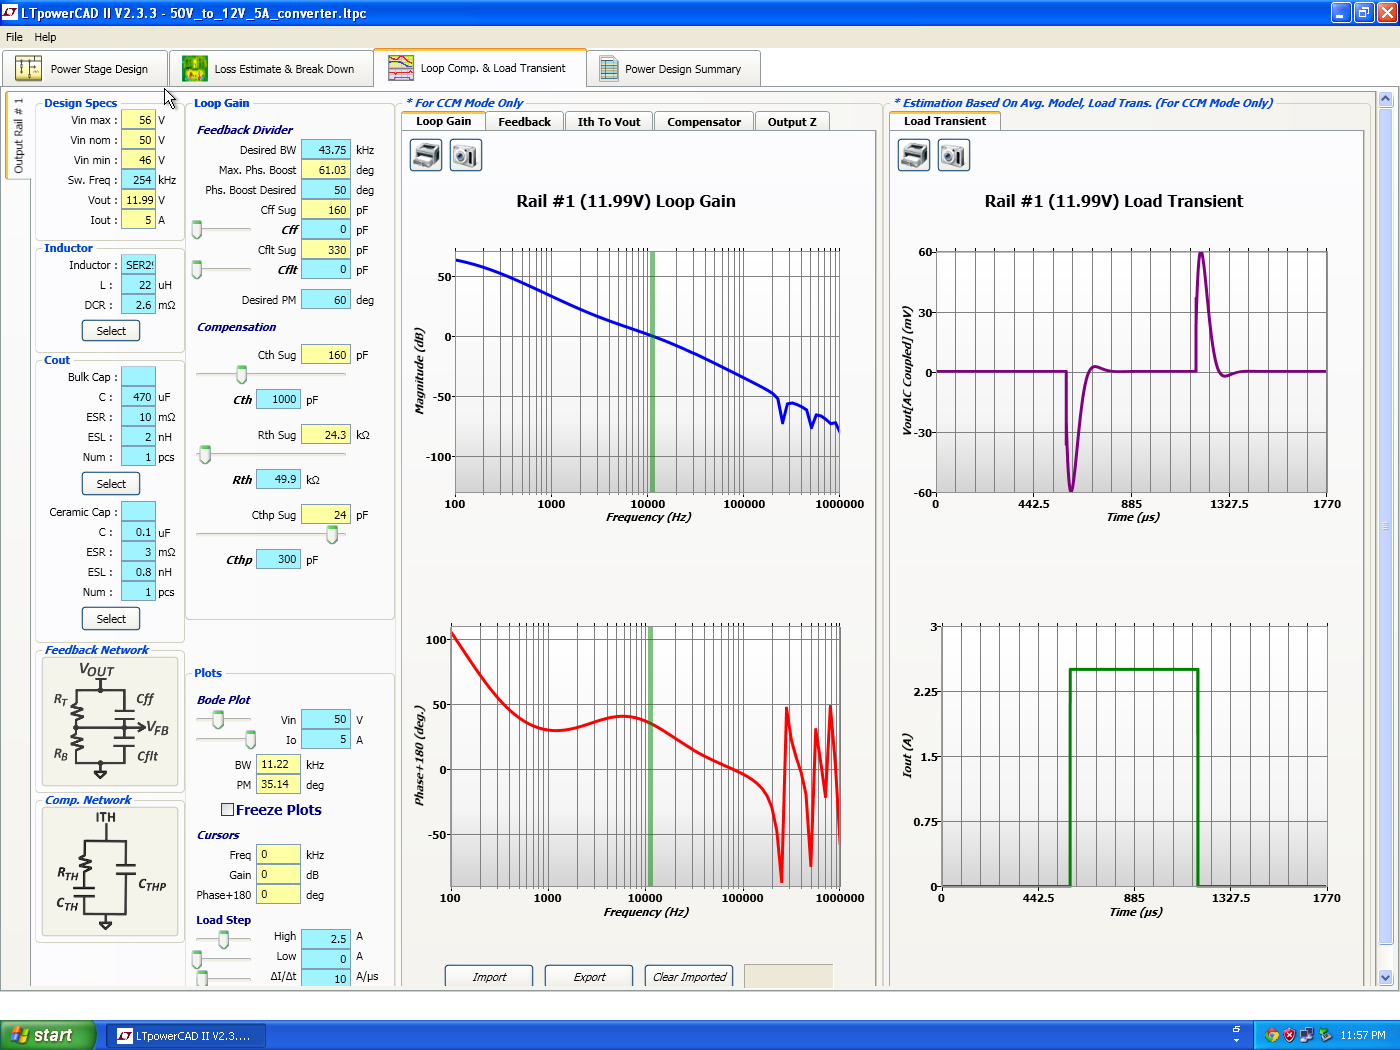 LTpowerCAD II V2.3.3 - 50V_to_12V_5A_converter.ltpc
File Help
Power Stage Design
Loss Estimate & Break Down
Loop Comp. & Load Transient
Power Design Summary
Output Rail # 1
Design Specs
Vin max : 56 V
Vin nom : 50 V
Vin min : 46 V
Sw. Freq : 254 kHz
Vout : 11.99 V
Iout : 5 A
Inductor
Inductor : SER29
L : 22 uH
DCR : 2.6 mΩ
Select
Cout
Bulk Cap :
C : 470 uF
ESR : 10 mΩ
ESL : 2 nH
Num : 1 pcs
Select
Ceramic Cap :
C : 0.1 uF
ESR : 3 mΩ
ESL : 0.8 nH
Num : 1 pcs
Select
Feedback Network
VOUT
RT Cff
VFB
RB Cflt
Comp. Network
ITH
RTH
CTHP
CTH
Loop Gain
Feedback Divider
Desired BW 43.75 kHz
Max. Phs. Boost 61.03 deg
Phs. Boost Desired 50 deg
Cff Sug 160 pF
Cff 0 pF
Cflt Sug 330 pF
Cflt 0 pF
Desired PM 60 deg
Compensation
Cth Sug 160 pF
Cth 1000 pF
Rth Sug 24.3 kΩ
Rth 49.9 kΩ
Cthp Sug 24 pF
Cthp 300 pF
Plots
Bode Plot
Vin 50 V
Io 5 A
BW 11.22 kHz
PM 35.14 deg
Freeze Plots
Cursors
Freq 0 kHz
Gain 0 dB
Phase+180 0 deg
Load Step
High 2.5 A
Low 0 A
ΔI/Δt 10 A/µs
* For CCM Mode Only
Loop Gain Feedback Ith To Vout Compensator Output Z
Rail #1 (11.99V) Loop Gain
Magnitude (dB)
50
0
-50
-100
100 1000 10000 100000 1000000
Frequency (Hz)
Phase+180 (deg.)
100
50
0
-50
100 1000 10000 100000 1000000
Frequency (Hz)
Import Export Clear Imported
* Estimation Based On Avg. Model, Load Trans. (For CCM Mode Only)
Load Transient
Rail #1 (11.99V) Load Transient
Vout[AC Coupled] (mV)
60
30
0
-30
-60
0 442.5 885 1327.5 1770
Time (µs)
Iout (A)
3
2.25
1.5
0.75
0
0 442.5 885 1327.5 1770
Time (µs)
start
LTpowerCAD II V2.3....
11:57 PM